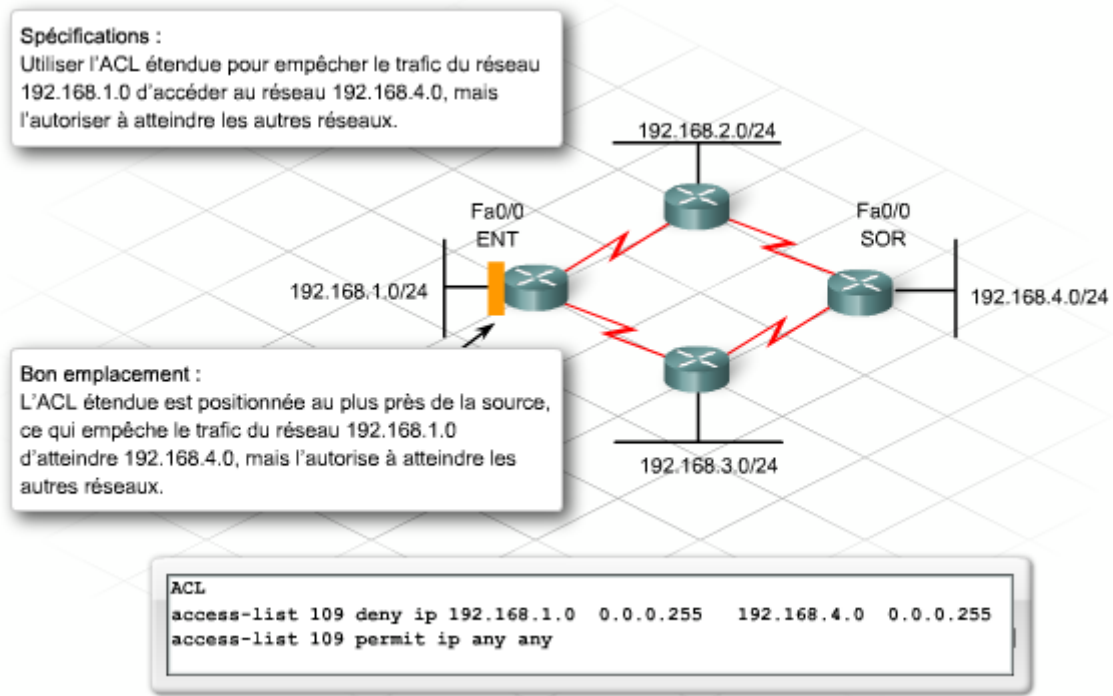 Spécifications :
Utiliser l'ACL étendue pour empêcher le trafic du réseau
192.168.1.0 d'accéder au réseau 192.168.4.0, mais
l'autoriser à atteindre les autres réseaux.
192.168.2.0/24
Fa0/0
ENT
Fa0/0
SOR
192.168.1.0/24
192.168.4.0/24
Bon emplacement :
L'ACL étendue est positionnée au plus près de la source,
ce qui empêche le trafic du réseau 192.168.1.0
d'atteindre 192.168.4.0, mais l'autorise à atteindre les
autres réseaux.
192.168.3.0/24
ACL
access-list 109 deny ip 192.168.1.0 0.0.0.255 192.168.4.0 0.0.0.255
access-list 109 permit ip any any